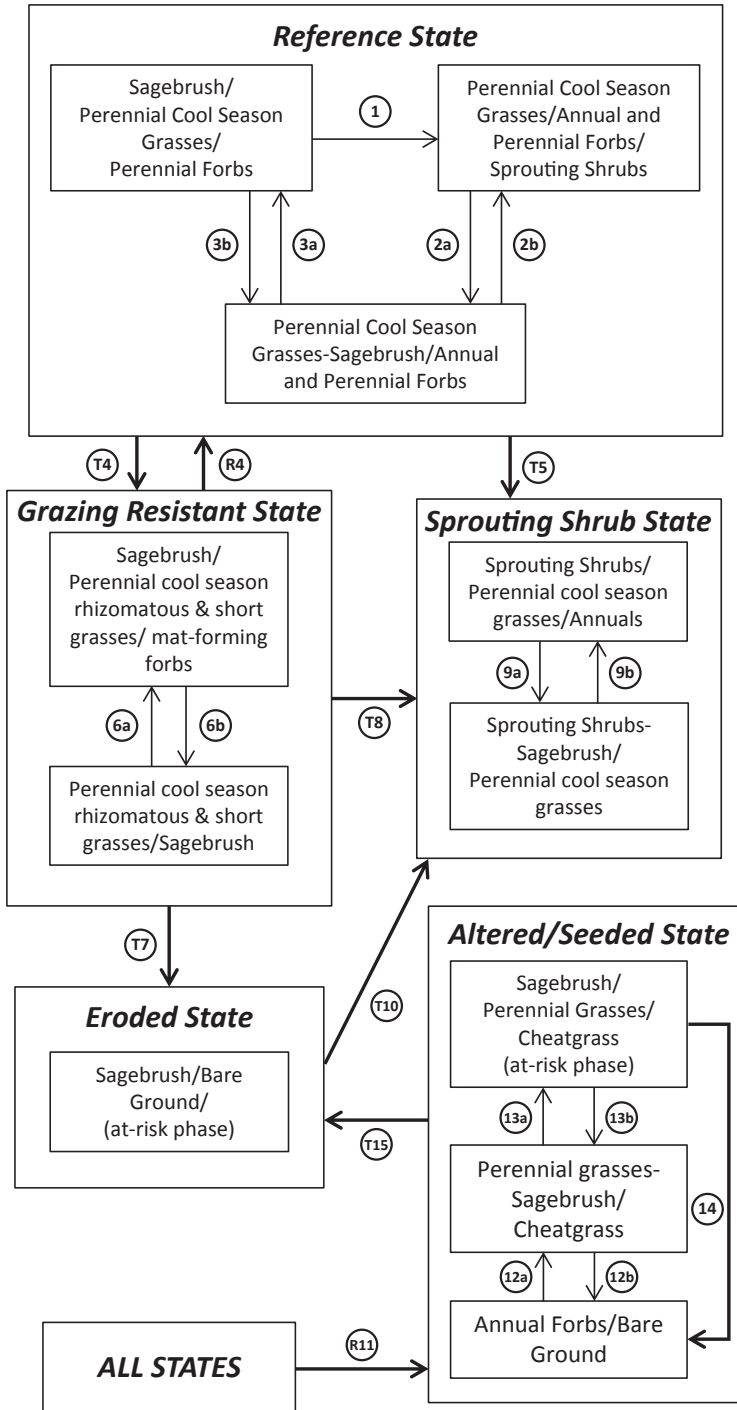 Reference State
Sagebrush/
Perennial Cool Season
Grasses/
Perennial Forbs
1
Perennial Cool Season
Grasses/Annual and
Perennial Forbs/
Sprouting Shrubs
3b
3a
2a
2b
Perennial Cool Season
Grasses-Sagebrush/Annual
and Perennial Forbs
T4
R4
T5
Grazing Resistant State
Sagebrush/
Perennial cool season
rhizomatous & short
grasses/ mat-forming
forbs
6a
6b
Perennial cool season
rhizomatous & short
grasses/Sagebrush
T8
Sprouting Shrub State
Sprouting Shrubs/
Perennial cool season
grasses/Annuals
9a
9b
Sprouting Shrubs-
Sagebrush/
Perennial cool season
grasses
T7
T10
Eroded State
Sagebrush/Bare
Ground/
(at-risk phase)
T15
Altered/Seeded State
Sagebrush/
Perennial Grasses/
Cheatgrass
(at-risk phase)
13a
13b
Perennial grasses-
Sagebrush/
Cheatgrass
14
12a
12b
Annual Forbs/Bare
Ground
ALL STATES
R11